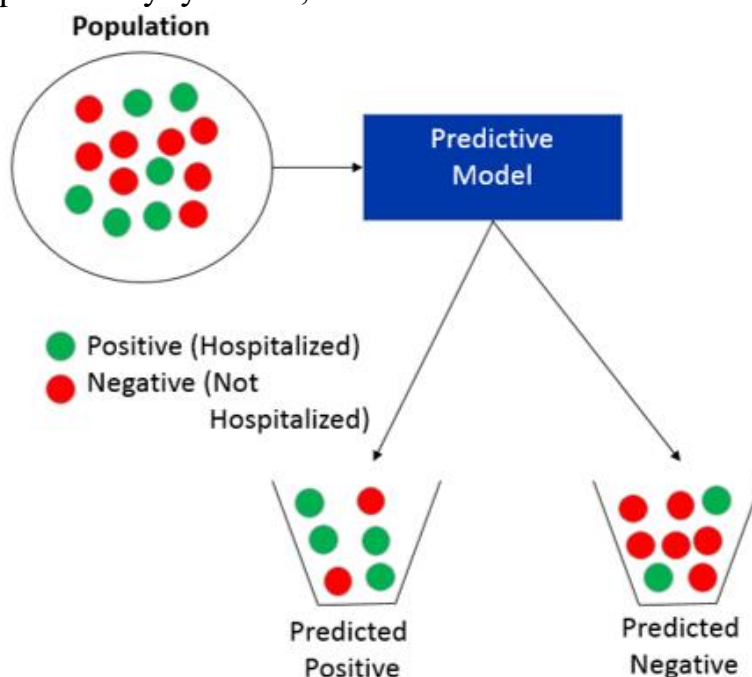 Population
Predictive
Model
Positive (Hospitalized)
Negative (Not
Hospitalized)
Predicted
Positive
Predicted
Negative